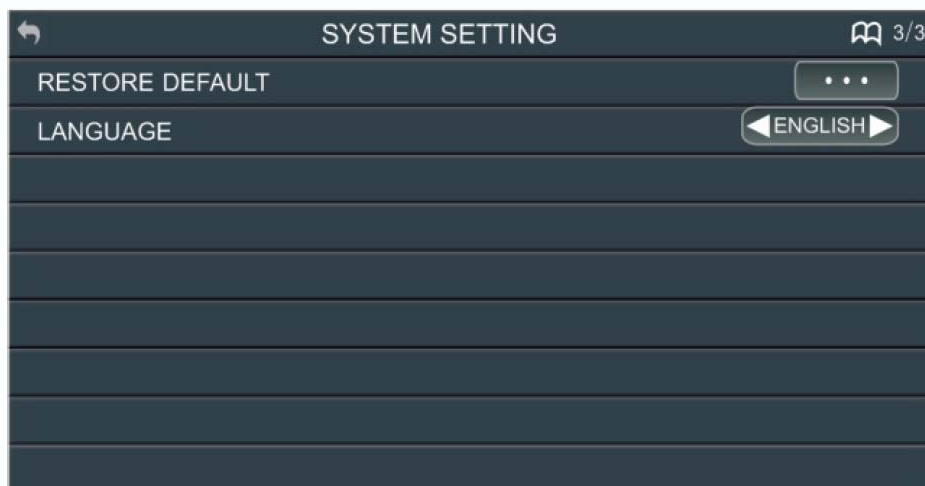 SYSTEM SETTING 3/3
RESTORE DEFAULT ...
LANGUAGE ENGLISH